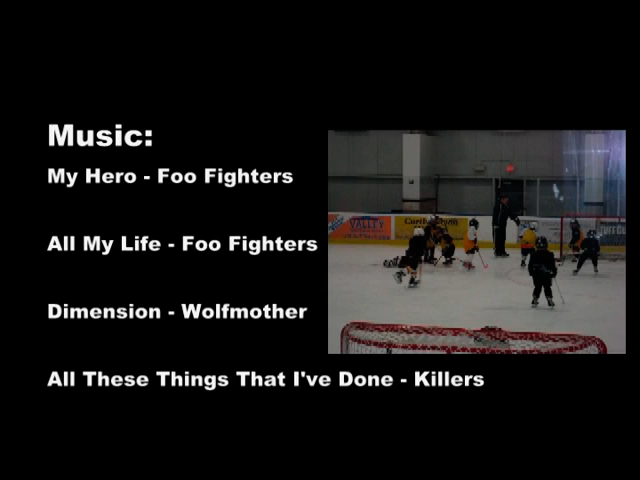 Music:
My Hero - Foo Fighters
All My Life - Foo Fighters
Dimension - Wolfmother
All These Things That I've Done - Killers
VALLEY